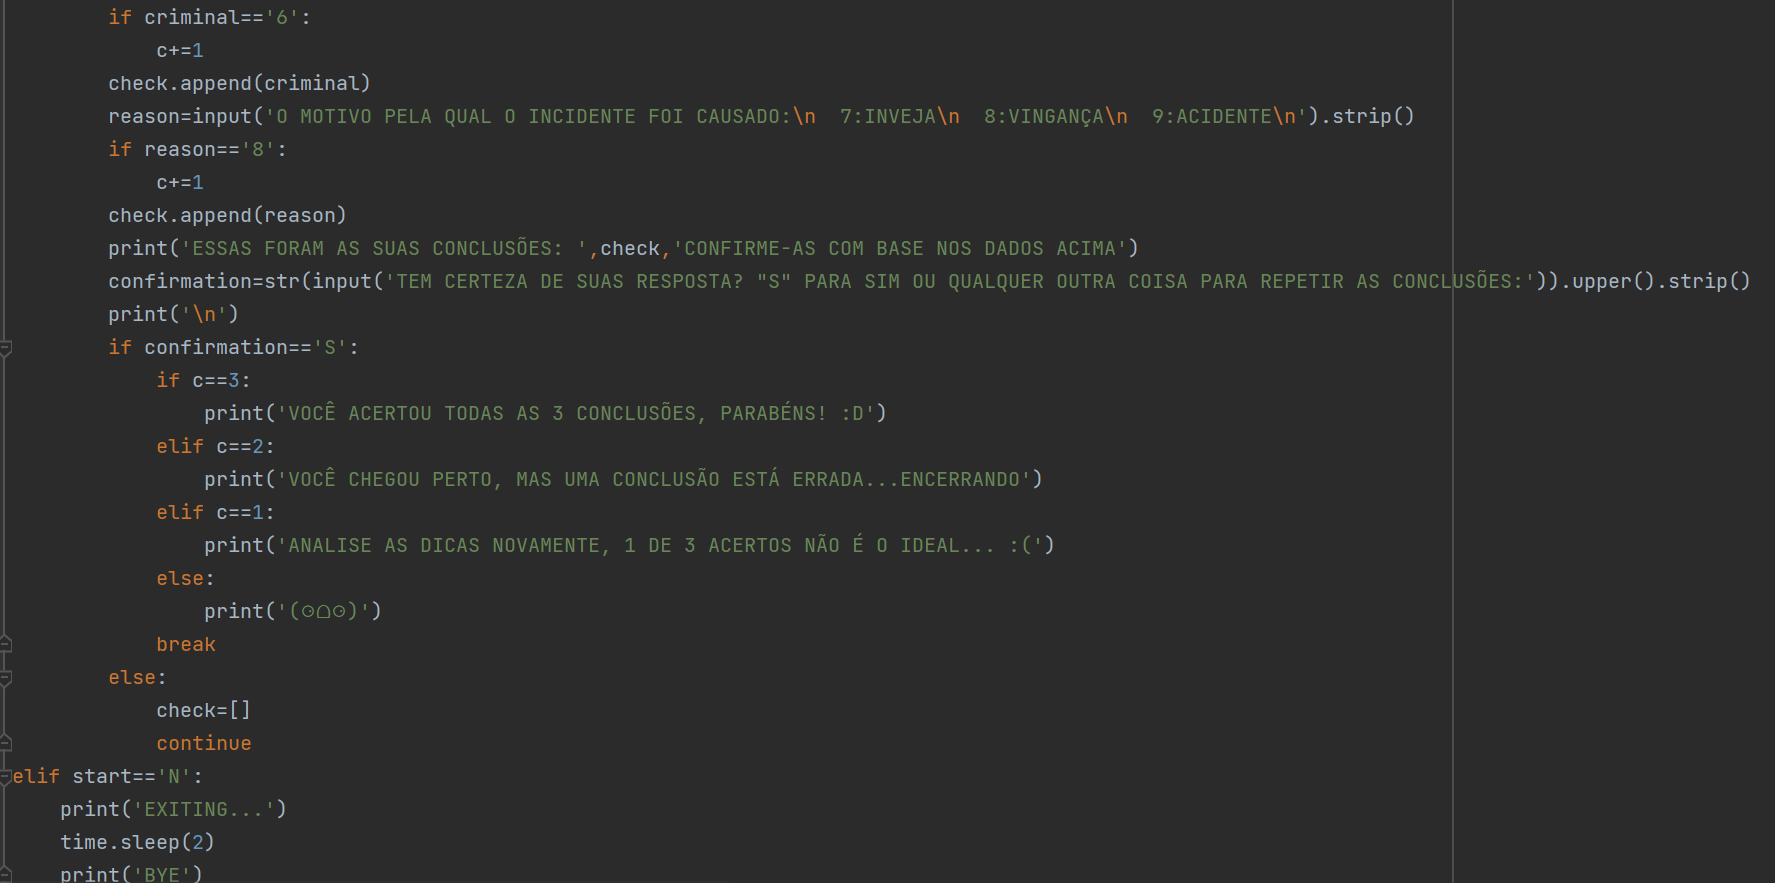 if criminal=='6':
c+=1
check.append(criminal)
reason=input('O MOTIVO PELA QUAL O INCIDENTE FOI CAUSADO:\n  7:INVEJA\n  8:VINGANÇA\n  9:ACIDENTE\n').strip()
if reason=='8':
c+=1
check.append(reason)
print('ESSAS FORAM AS SUAS CONCLUSÕES: ',check,'CONFIRME-AS COM BASE NOS DADOS ACIMA')
confirmation=str(input('TEM CERTEZA DE SUAS RESPOSTA? "S" PARA SIM OU QUALQUER OUTRA COISA PARA REPETIR AS CONCLUSÕES:')).upper().strip()
print('\n')
if confirmation=='S':
if c==3:
print('VOCÊ ACERTOU TODAS AS 3 CONCLUSÕES, PARABÉNS! :D')
elif c==2:
print('VOCÊ CHEGOU PERTO, MAS UMA CONCLUSÃO ESTÁ ERRADA...ENCERRANDO')
elif c==1:
print('ANALISE AS DICAS NOVAMENTE, 1 DE 3 ACERTOS NÃO É O IDEAL... :(')
else:
print('(⚆ᗝ⚆)')
break
else:
check=[]
continue
elif start=='N':
print('EXITING...')
time.sleep(2)
print('BYE')